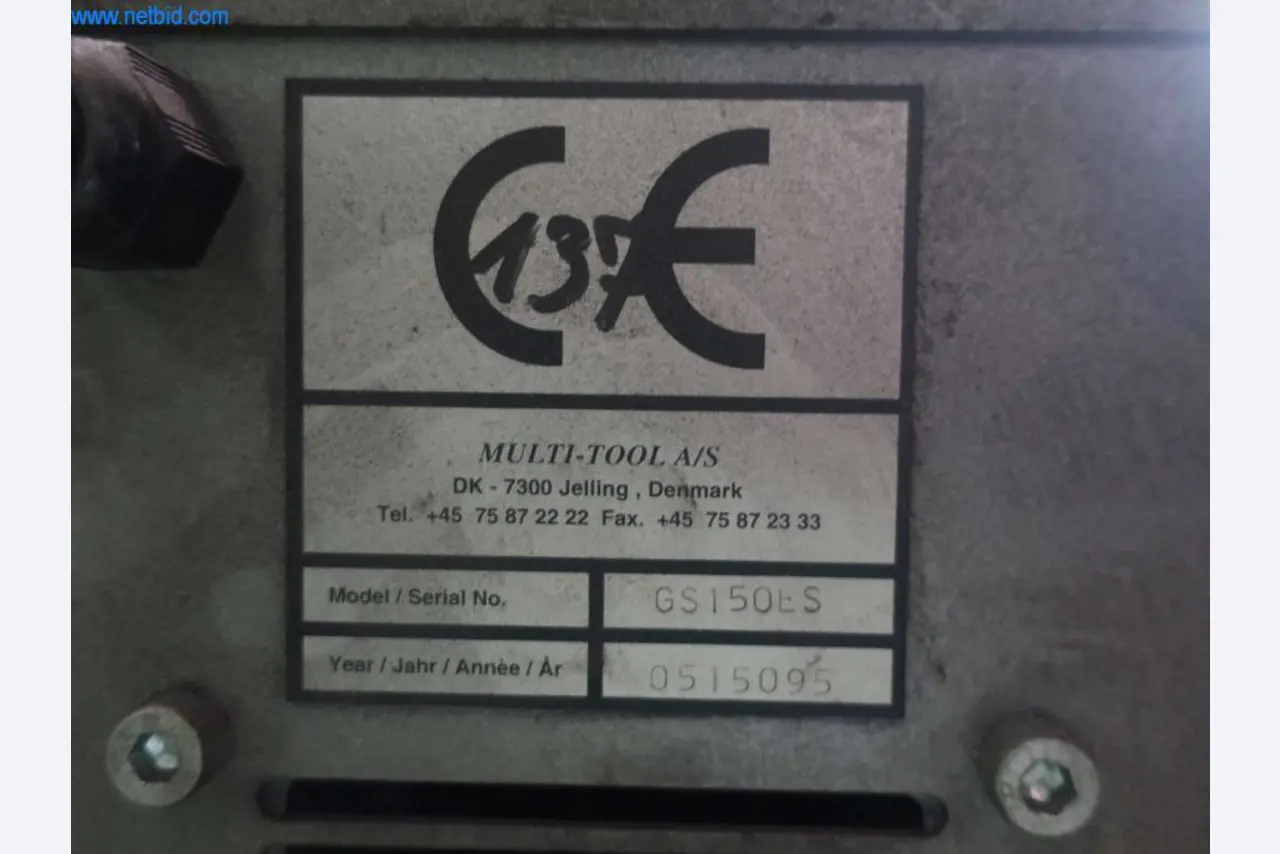 www.netbid.com
CE
137
MULTI-TOOL A/S
DK - 7300 Jelling , Denmark
Tel. +45 75 87 22 22 Fax. +45 75 87 23 33
Model / Serial No. GS150ES
Year / Jahr / Annèe / År 0515095